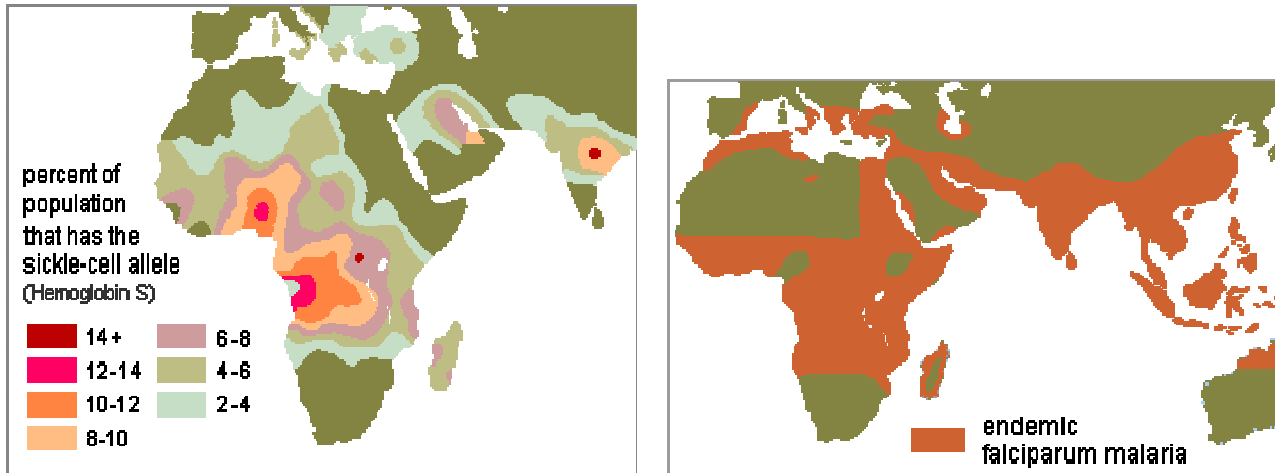 percent of
population
that has the
sickle-cell allele
(Hemoglobin S)
14+
12-14
10-12
8-10
6-8
4-6
2-4
endemic
falciparum malaria